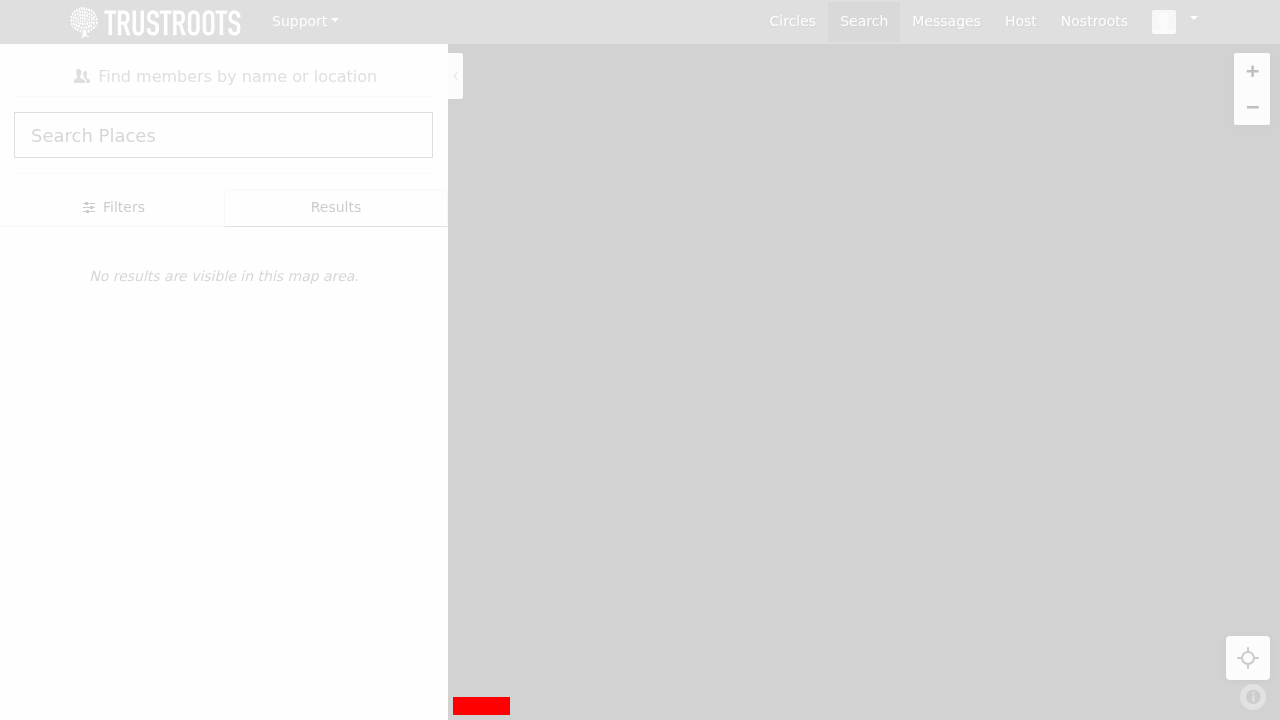 TRUSTROOTS Support Circles Search Messages Host Nostroots
Find members by name or location
Search Places
Filters Results
No results are visible in this map area.
+
−